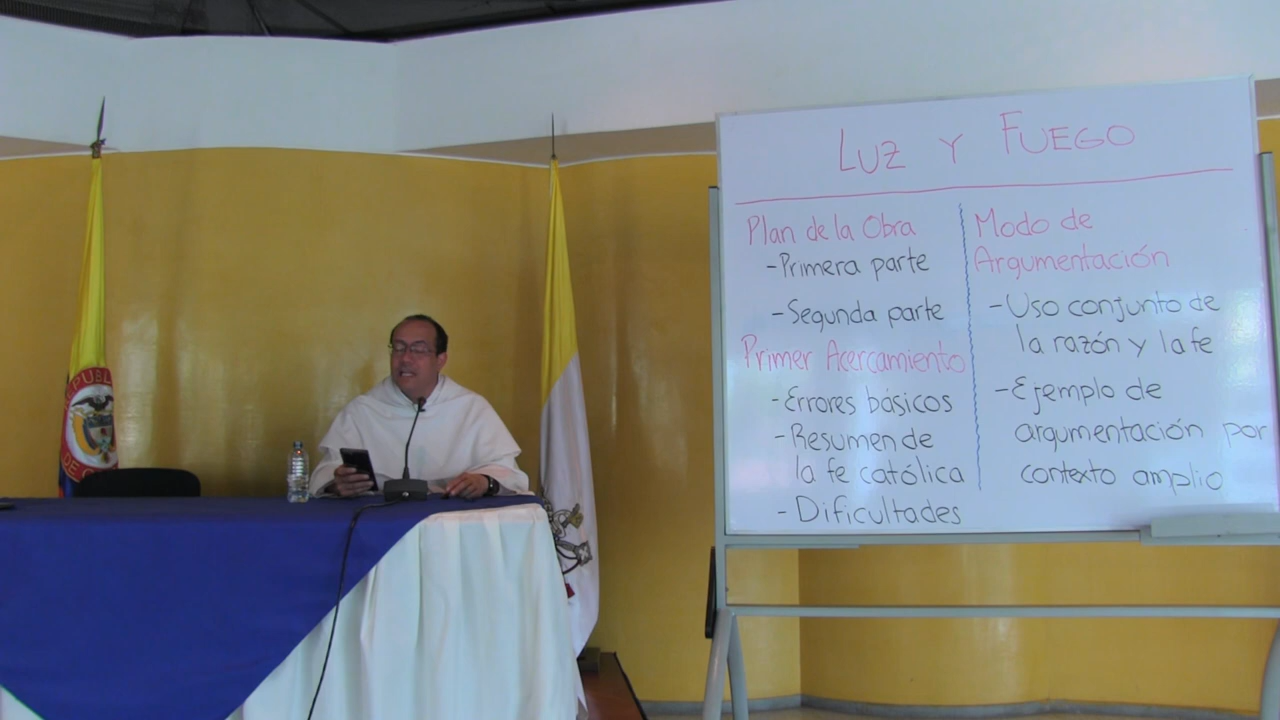 LUZ Y FUEGO
Plan de la Obra
-Primera parte
-Segunda parte
Primer Acercamiento
-Errores básicos
-Resumen de
la fe católica
-Dificultades
Modo de
Argumentación
-Uso conjunto de
la razón y la fe
-Ejemplo de
argumentación por
contexto amplio